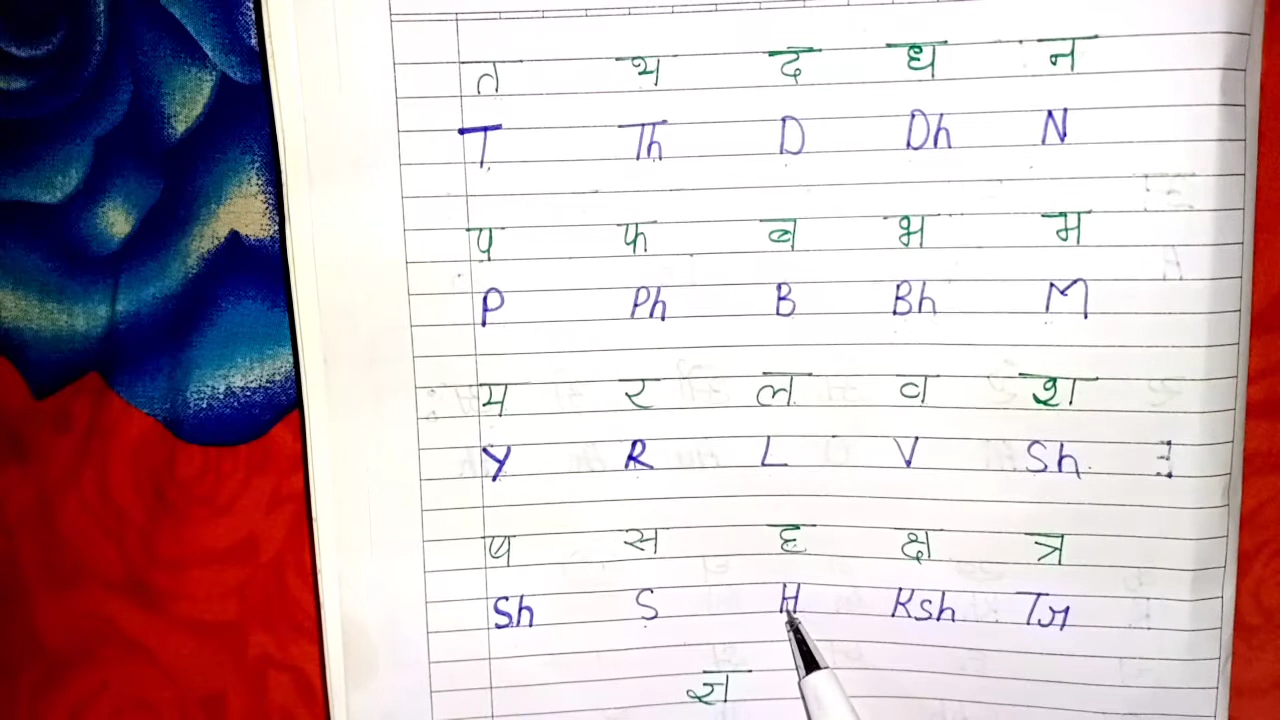 त थ द ध न
T Th D Dh N
प फ ब भ म
P Ph B Bh M
य र ल व श
Y R L V Sh
ष स ह क्ष त्र
Sh S H Ksh Tr
ज्ञ